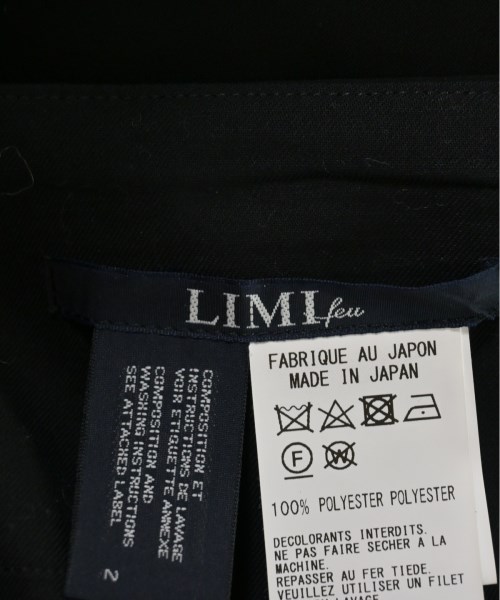 LIMI feu
COMPOSITION ET
INSTRUCTIONS DE LAVAGE
VOIR ETIQUETTE ANNEXE
COMPOSITION AND
WASHING INSTRUCTIONS
SEE ATTACHED LABEL
2
FABRIQUE AU JAPON
MADE IN JAPAN
F
W
100% POLYESTER POLYESTER
DECOLORANTS INTERDITS.
NE PAS FAIRE SECHER A LA
MACHINE.
REPASSER AU FER TIEDE.
VEUILLEZ UTILISER UN FILET